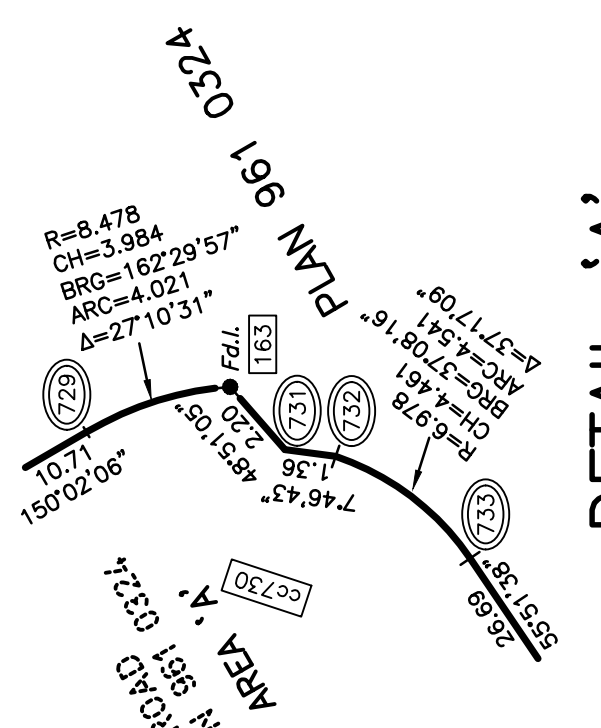 PLAN 961 0324
R=8.478
CH=3.984
BRG=162°29'57"
ARC=4.021
Δ=27°10'31"
729
Fd.I.
163
731
732
Δ=37°17'09"
ARC=4.541
BRG=37°08'16"
CH=4.461
R=6.978
733
10.71
150°02'06"
2.20
48°51'05"
1.36
7°46'43"
26.69
55°51'38"
cc730
AREA 'A'
ROAD
981 0324
DETAIL 'A'